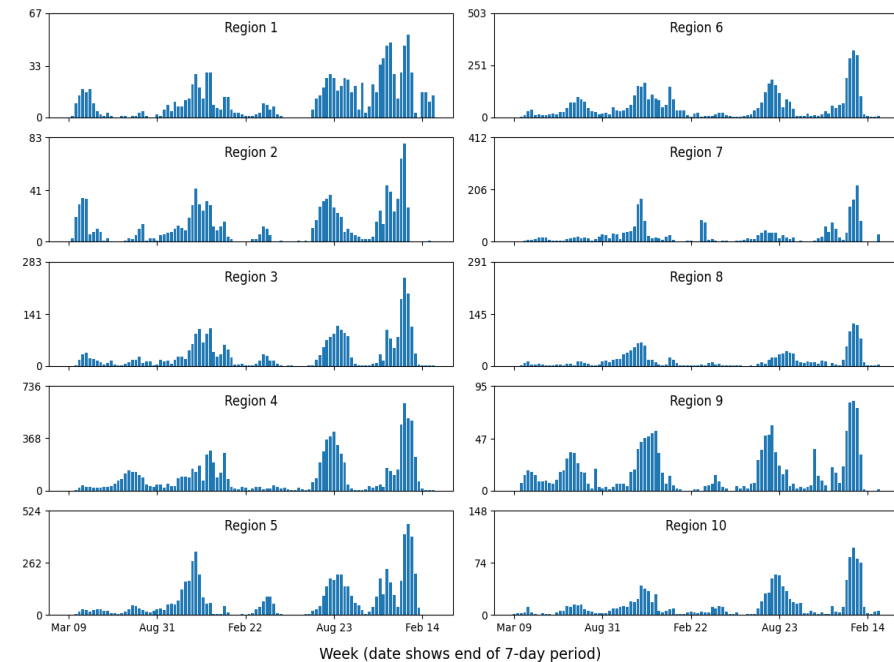 67
33
0
Region 1
83
41
0
Region 2
283
141
0
Region 3
736
368
0
Region 4
524
262
0
Region 5
Mar 09 Aug 31 Feb 22 Aug 23 Feb 14
503
251
0
Region 6
412
206
0
Region 7
291
145
0
Region 8
95
47
0
Region 9
148
74
0
Region 10
Mar 09 Aug 31 Feb 22 Aug 23 Feb 14
Week (date shows end of 7-day period)